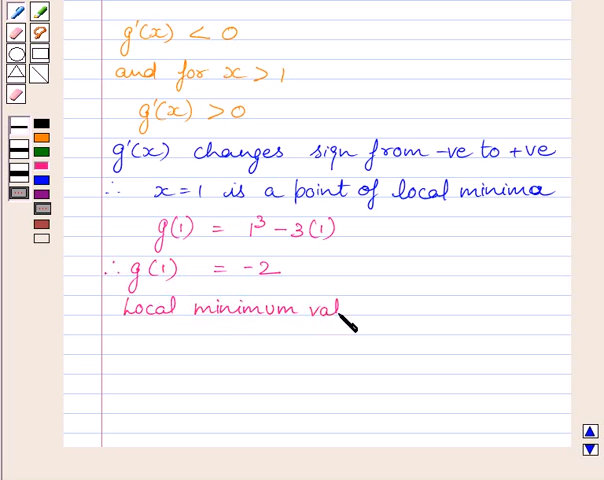 g'(x) < 0
and for x > 1
g'(x) > 0
g'(x) changes sign from -ve to +ve
∴ x = 1 is a point of local minima
g(1) = 1³ - 3(1)
∴ g(1) = -2
Local minimum val